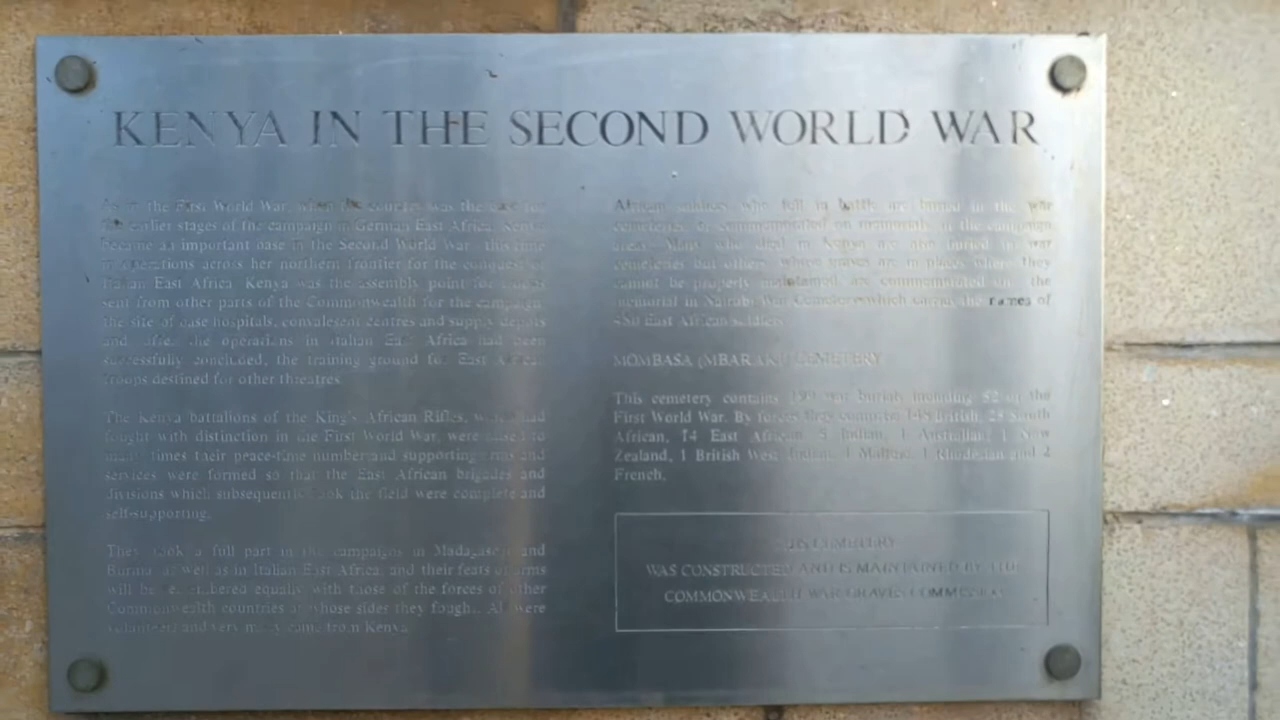 KENYA IN THE SECOND WORLD WAR
As in the First World War, when the country was the base for
the earlier stages of the campaign in German East Africa, Kenya
became an important base in the Second World War this time
operations across her northern frontier for the conquest of
Italian East Africa. Kenya was the assembly point for troops
sent from other parts of the Commonwealth for the campaign,
the site of base hospitals, convalescent centres and supply depots
and, after the operations in Italian East Africa had been
successfully concluded, the training ground for East African
troops destined for other theatres.
The Kenya battalions of the King's African Rifles, which had
fought with distinction in the First World War, were raised to
many times their peace-time number and supporting arms and
services were formed so that the East African brigades and
divisions which subsequently took the field were complete and
self-supporting.
They took a full part in the campaigns in Madagascar and
Burma, as well as in Italian East Africa, and their feats of arms
will be remembered equally with those of the forces of other
Commonwealth countries at whose sides they fought. All were
volunteers and very many came from Kenya.
African soldiers who fell in battle are buried in the war
cemeteries or commemorated on memorials in the campaign
areas. Many who died in Kenya are also buried in war
cemeteries but others whose graves are in places where they
cannot be properly maintained are commemorated on the
memorial in Nairobi War Cemetery which carries the names of
East African soldiers.
MOMBASA (MBARAKI) CEMETERY
This cemetery contains war burials including 52 of the
First World War. By forces they comprise British, South
African, 14 East African, 5 Indian, 1 Australian, 1 New
Zealand, 1 British West Indian, 1 1 Rhodesian and 2
French.
THIS CEMETERY
WAS CONSTRUCTED AND IS MAINTAINED BY THE
COMMONWEALTH WAR GRAVES COMMISSION